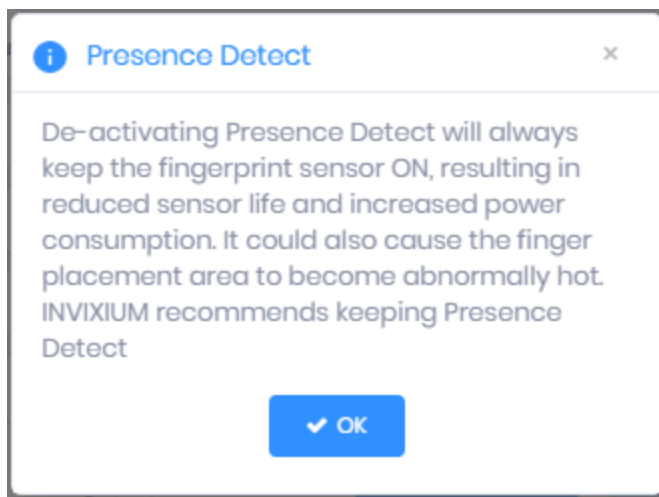 Presence Detect
De-activating Presence Detect will always
keep the fingerprint sensor ON, resulting in
reduced sensor life and increased power
consumption. It could also cause the finger
placement area to become abnormally hot.
INVIXIUM recommends keeping Presence
Detect
OK